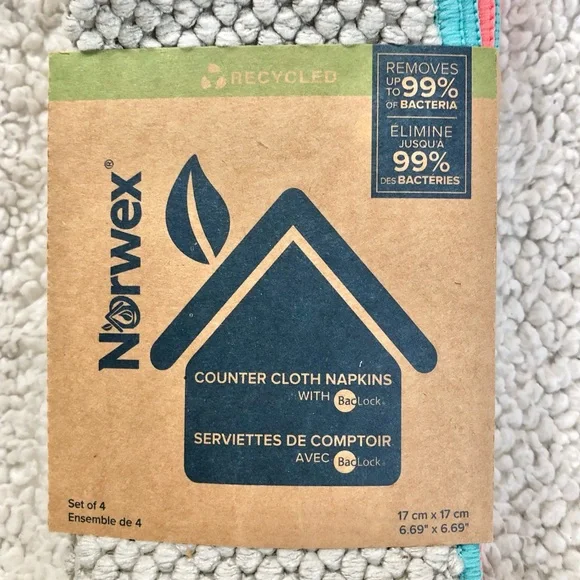 RECYCLED
REMOVES
UP TO 99%
OF BACTERIA
ÉLIMINE
JUSQU'À
99%
DES BACTÉRIES
Norwex®
COUNTER CLOTH NAPKINS
WITH BacLock®
SERVIETTES DE COMPTOIR
AVEC BacLock®
Set of 4
Ensemble de 4
17 cm x 17 cm
6.69" x 6.69"